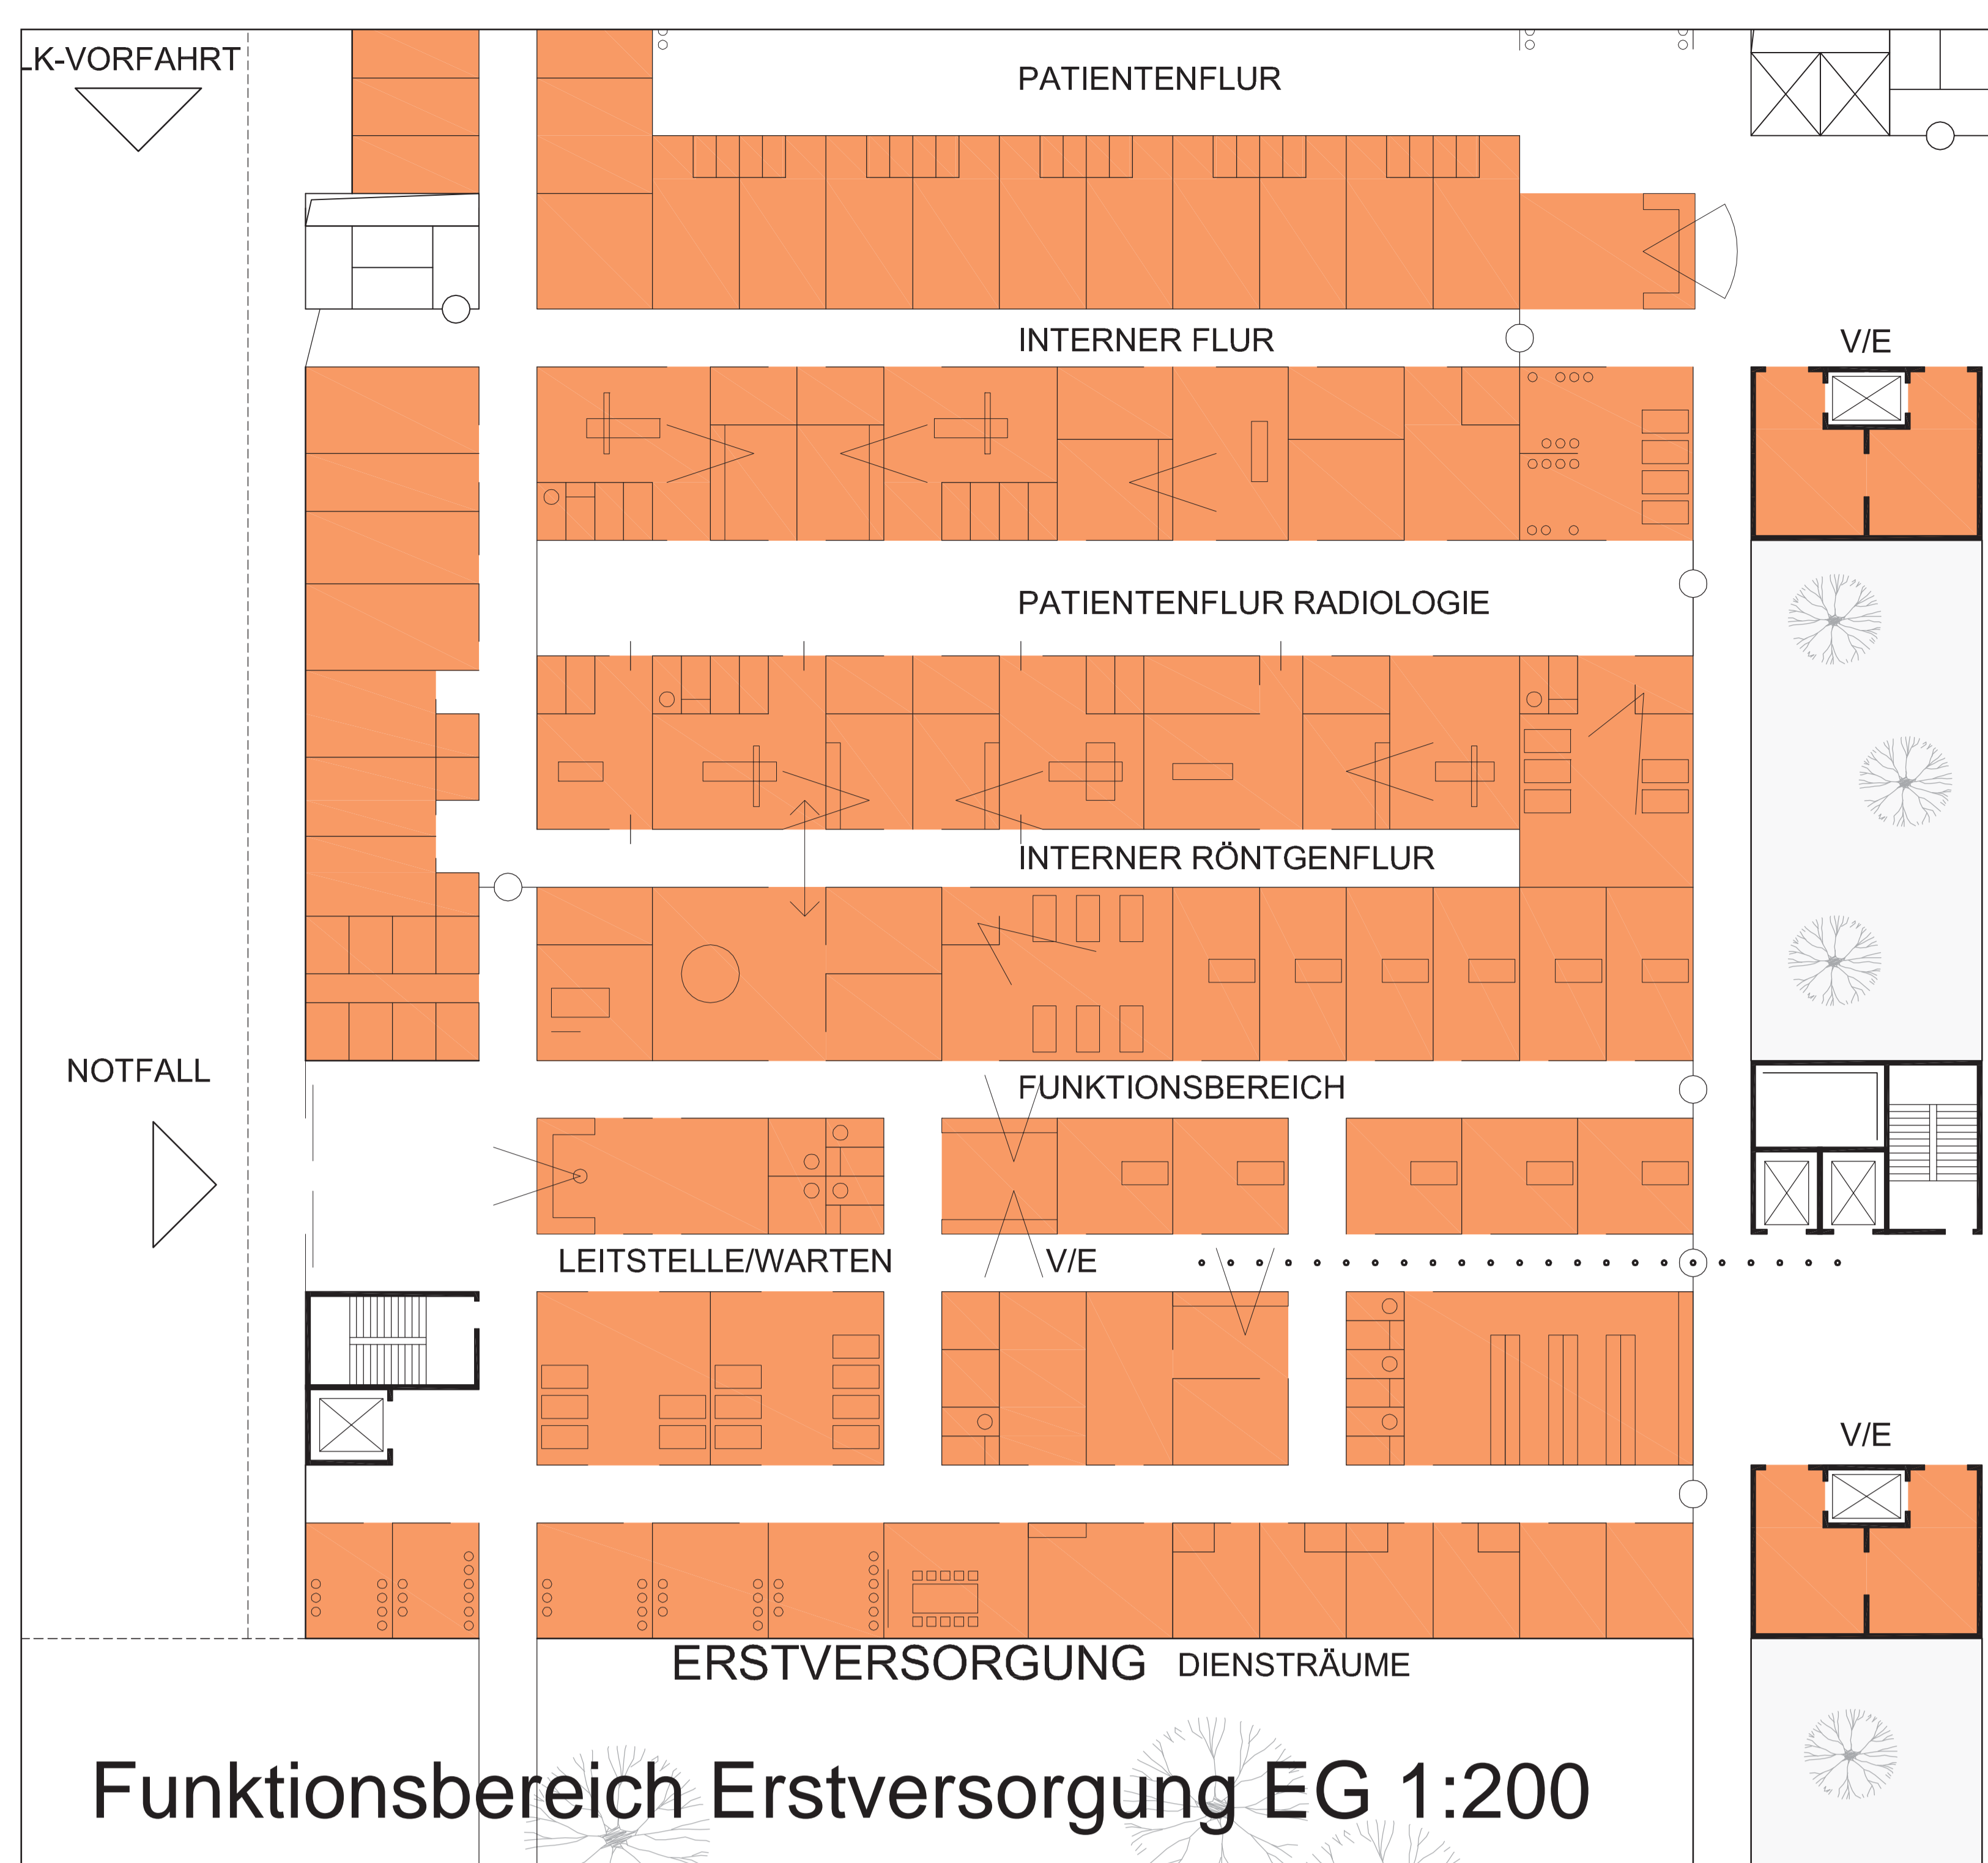 LK-VORFAHRT
PATIENTENFLUR
INTERNER FLUR
V/E
PATIENTENFLUR RADIOLOGIE
INTERNER RÖNTGENFLUR
NOTFALL
FUNKTIONSBEREICH
LEITSTELLE/WARTEN
V/E
V/E
ERSTVERSORGUNG
DIENSTRÄUME
Funktionsbereich Erstversorgung EG 1:200